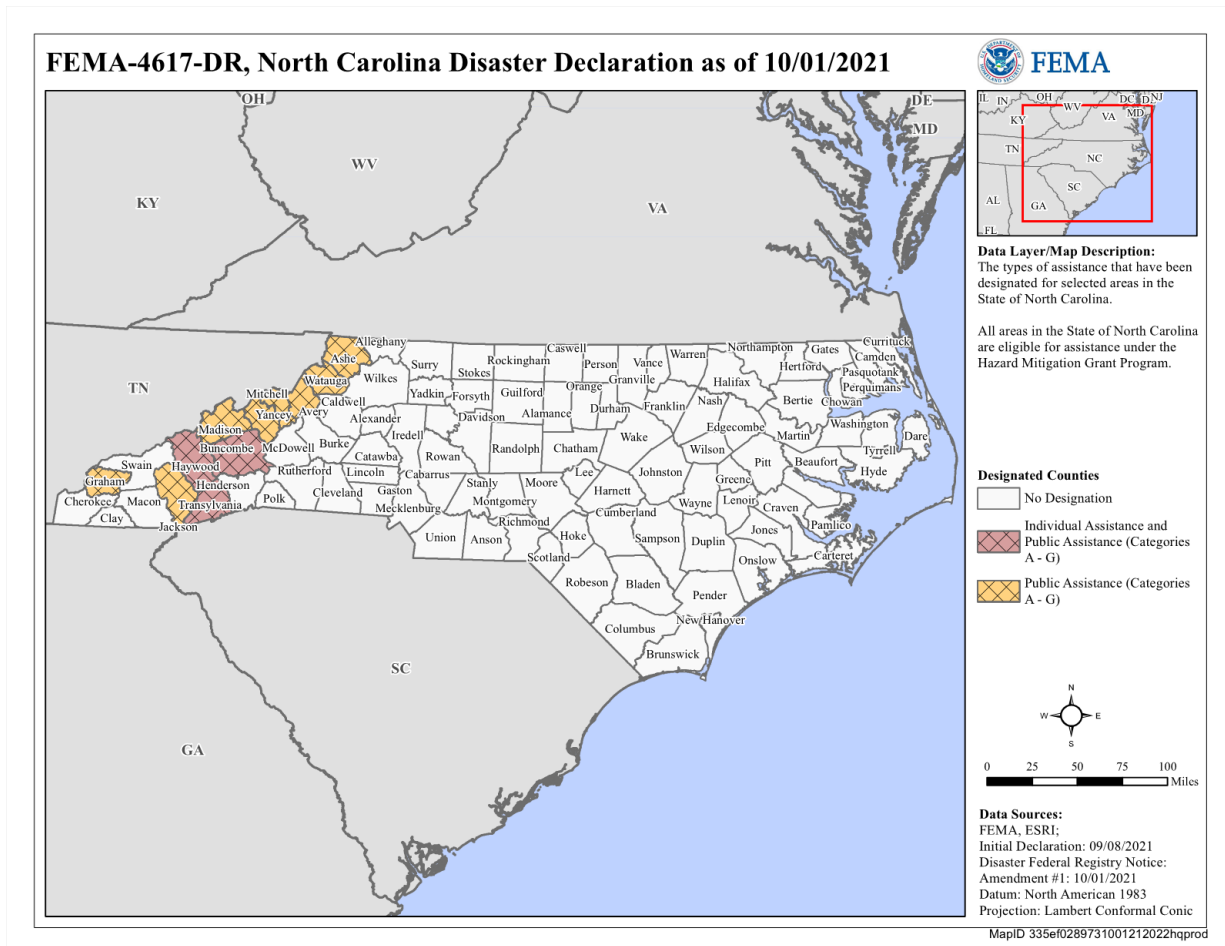 FEMA-4617-DR, North Carolina Disaster Declaration as of 10/01/2021
FEMA
OH
DE
MD
WV
KY
VA
TN
SC
GA
IL
IN
OH
WV
DC
NJ
MD
KY
VA
TN
NC
SC
AL
GA
FL
Alleghany
Ashe
Surry
Stokes
Rockingham
Caswell
Person
Vance
Warren
Northampton
Gates
Currituck
Camden
Pasquotank
Perquimans
Hertford
Watauga
Wilkes
Yadkin
Forsyth
Guilford
Orange
Granville
Halifax
Mitchell
Yancey
Avery
Caldwell
Alexander
Davidson
Alamance
Durham
Franklin
Nash
Bertie
Chowan
Madison
Buncombe
McDowell
Burke
Iredell
Catawba
Rowan
Randolph
Chatham
Wake
Edgecombe
Wilson
Martin
Washington
Tyrrell
Dare
Swain
Haywood
Rutherford
Lincoln
Cabarrus
Lee
Johnston
Pitt
Beaufort
Hyde
Graham
Henderson
Cherokee
Macon
Transylvania
Polk
Cleveland
Gaston
Mecklenburg
Stanly
Moore
Montgomery
Harnett
Greene
Wayne
Lenoir
Craven
Clay
Jackson
Richmond
Cumberland
Jones
Pamlico
Union
Anson
Scotland
Hoke
Sampson
Duplin
Onslow
Carteret
Robeson
Bladen
Pender
Columbus
New Hanover
Brunswick
Data Layer/Map Description:
The types of assistance that have been
designated for selected areas in the
State of North Carolina.
All areas in the State of North Carolina
are eligible for assistance under the
Hazard Mitigation Grant Program.
Designated Counties
No Designation
Individual Assistance and
Public Assistance (Categories
A - G)
Public Assistance (Categories
A - G)
N
W E
S
0 25 50 75 100
Miles
Data Sources:
FEMA, ESRI;
Initial Declaration: 09/08/2021
Disaster Federal Registry Notice:
Amendment #1: 10/01/2021
Datum: North American 1983
Projection: Lambert Conformal Conic
MapID 335ef0289731001212022hqprod